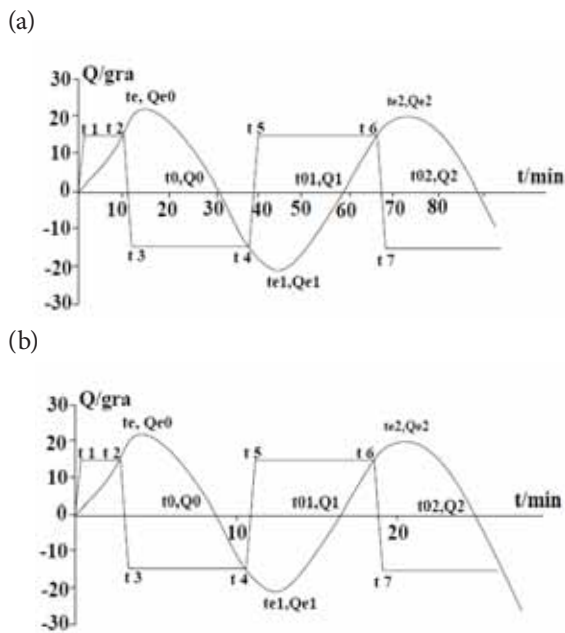 (a)
Q/gra
30
te, Qe0
te2,Qe2
20
t 1 t 2
t 5
t 6
10
t0,Q0
t01,Q1
t02,Q2
t/min
0
10 20 30 40 50 60 70 80
-10
t 3
t 4
t 7
-20
te1,Qe1
-30
(b)
Q/gra
30
te, Qe0
te2,Qe2
20
t 1 t 2
t 5
t 6
10
t0,Q0
t01,Q1
t02,Q2
t/min
0
10
20
-10
t 3
t 4
t 7
-20
te1,Qe1
-30